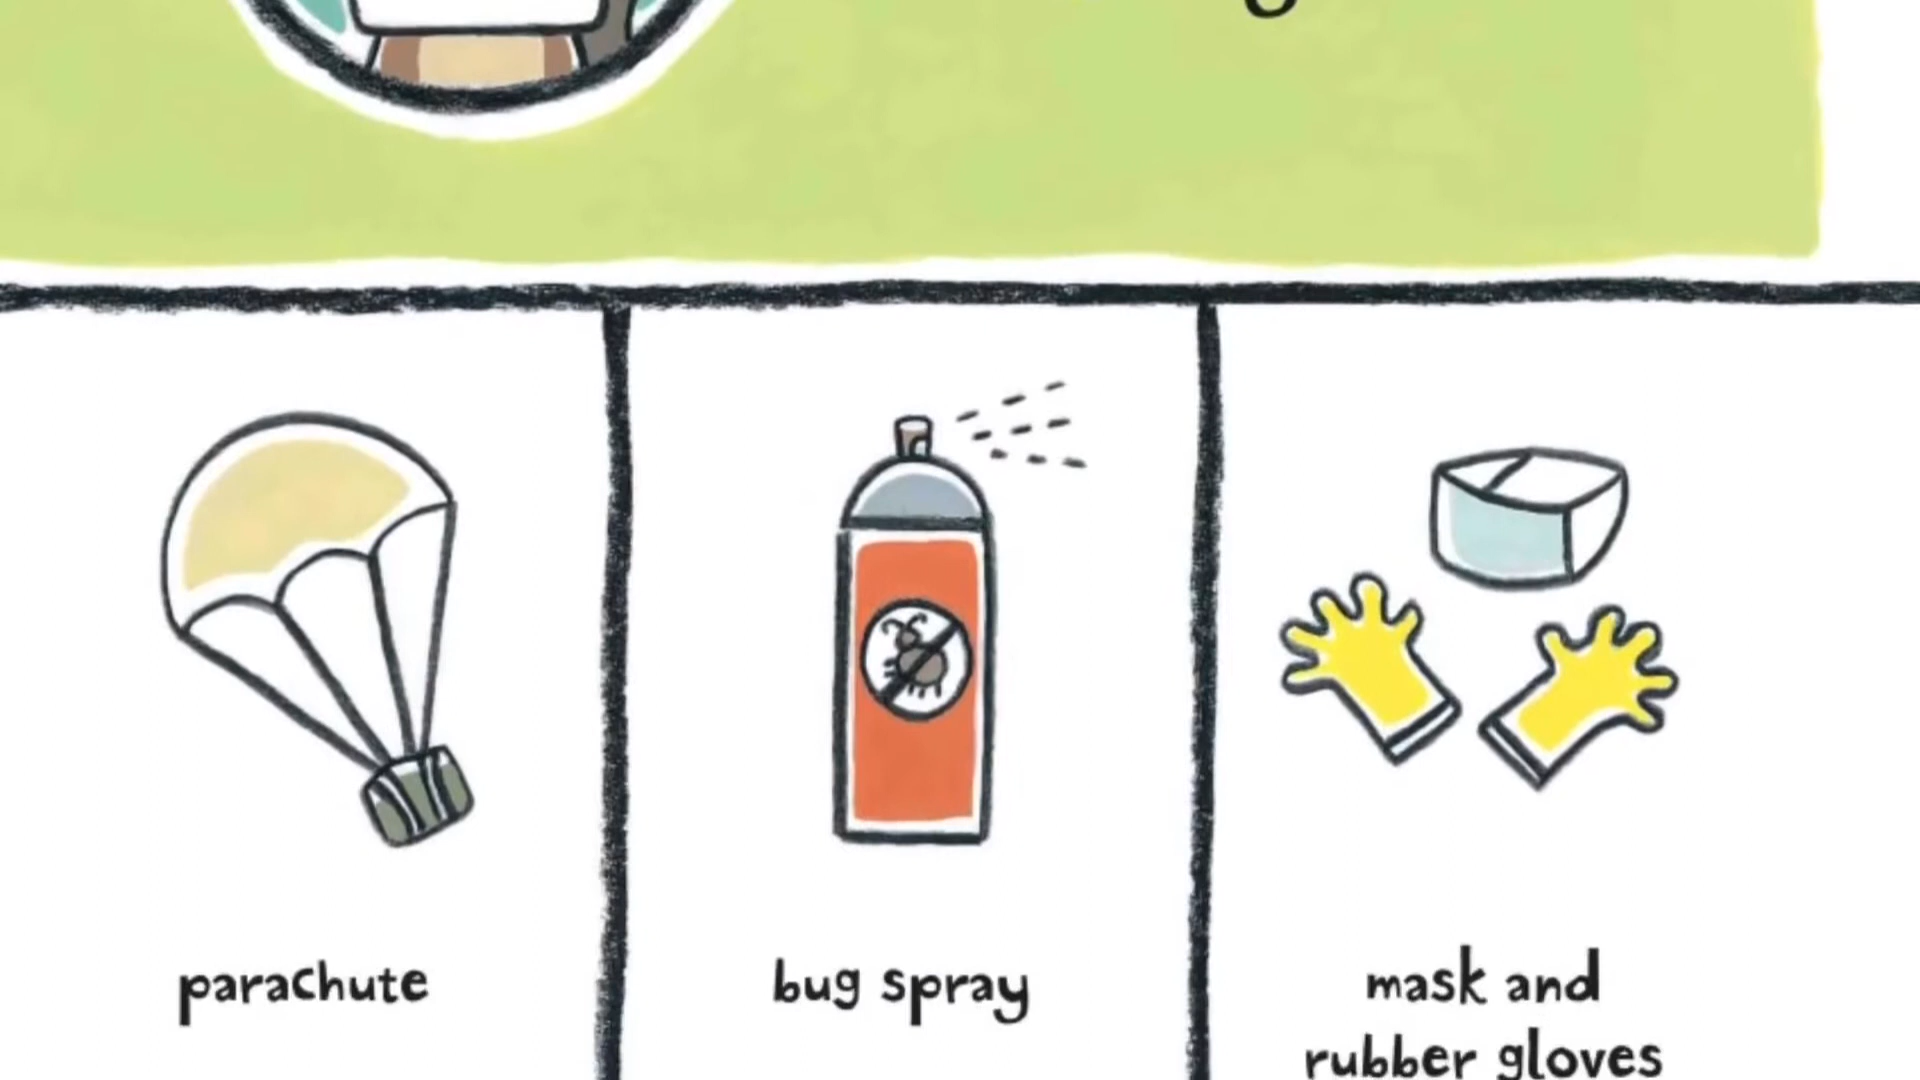 parachute
bug spray
mask and
rubber gloves